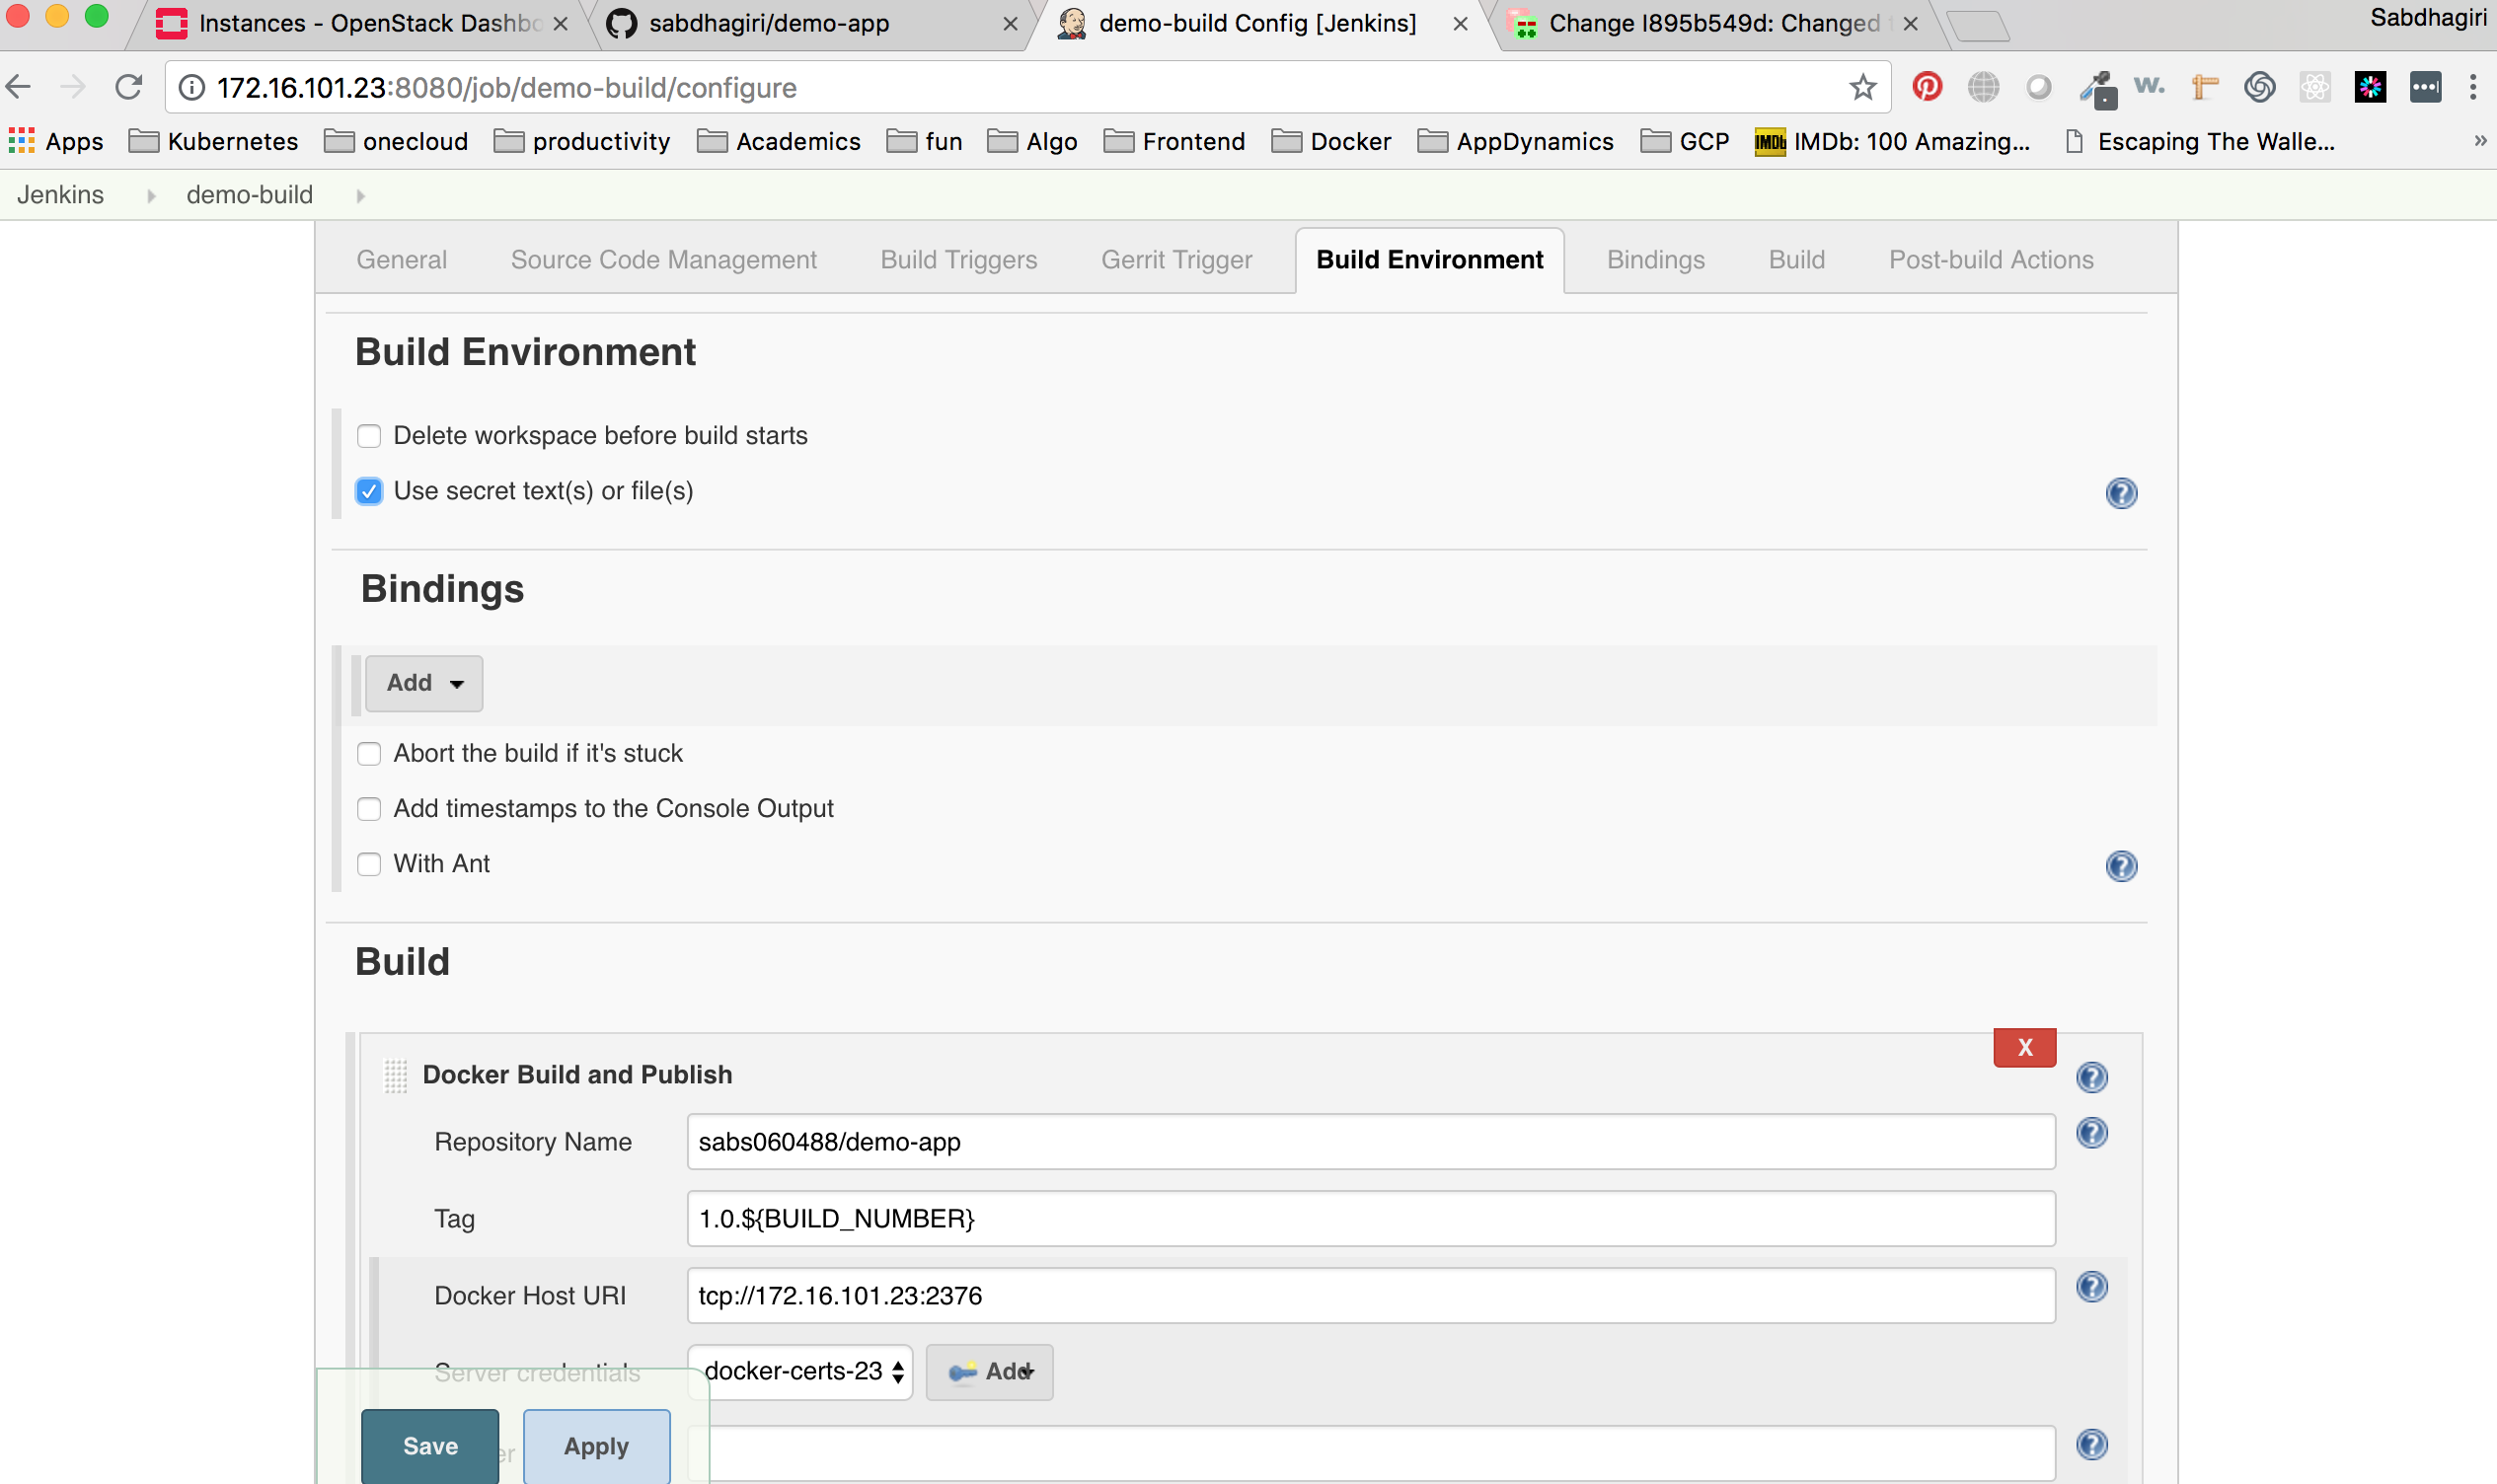 Instances - OpenStack Dashbo
sabdhagiri/demo-app
demo-build Config [Jenkins]
Change I895b549d: Changed
Sabdhagiri
172.16.101.23:8080/job/demo-build/configure
w.
Apps
Kubernetes
onecloud
productivity
Academics
fun
Algo
Frontend
Docker
AppDynamics
GCP
IMDb
IMDb: 100 Amazing...
Escaping The Walle...
»
Jenkins
demo-build
General
Source Code Management
Build Triggers
Gerrit Trigger
Build Environment
Bindings
Build
Post-build Actions
Build Environment
Delete workspace before build starts
Use secret text(s) or file(s)
Bindings
Add
Abort the build if it's stuck
Add timestamps to the Console Output
With Ant
Build
X
Docker Build and Publish
Repository Name
sabs060488/demo-app
Tag
1.0.${BUILD_NUMBER}
Docker Host URI
tcp://172.16.101.23:2376
Server credentials
docker-certs-23
Add
Save
Apply